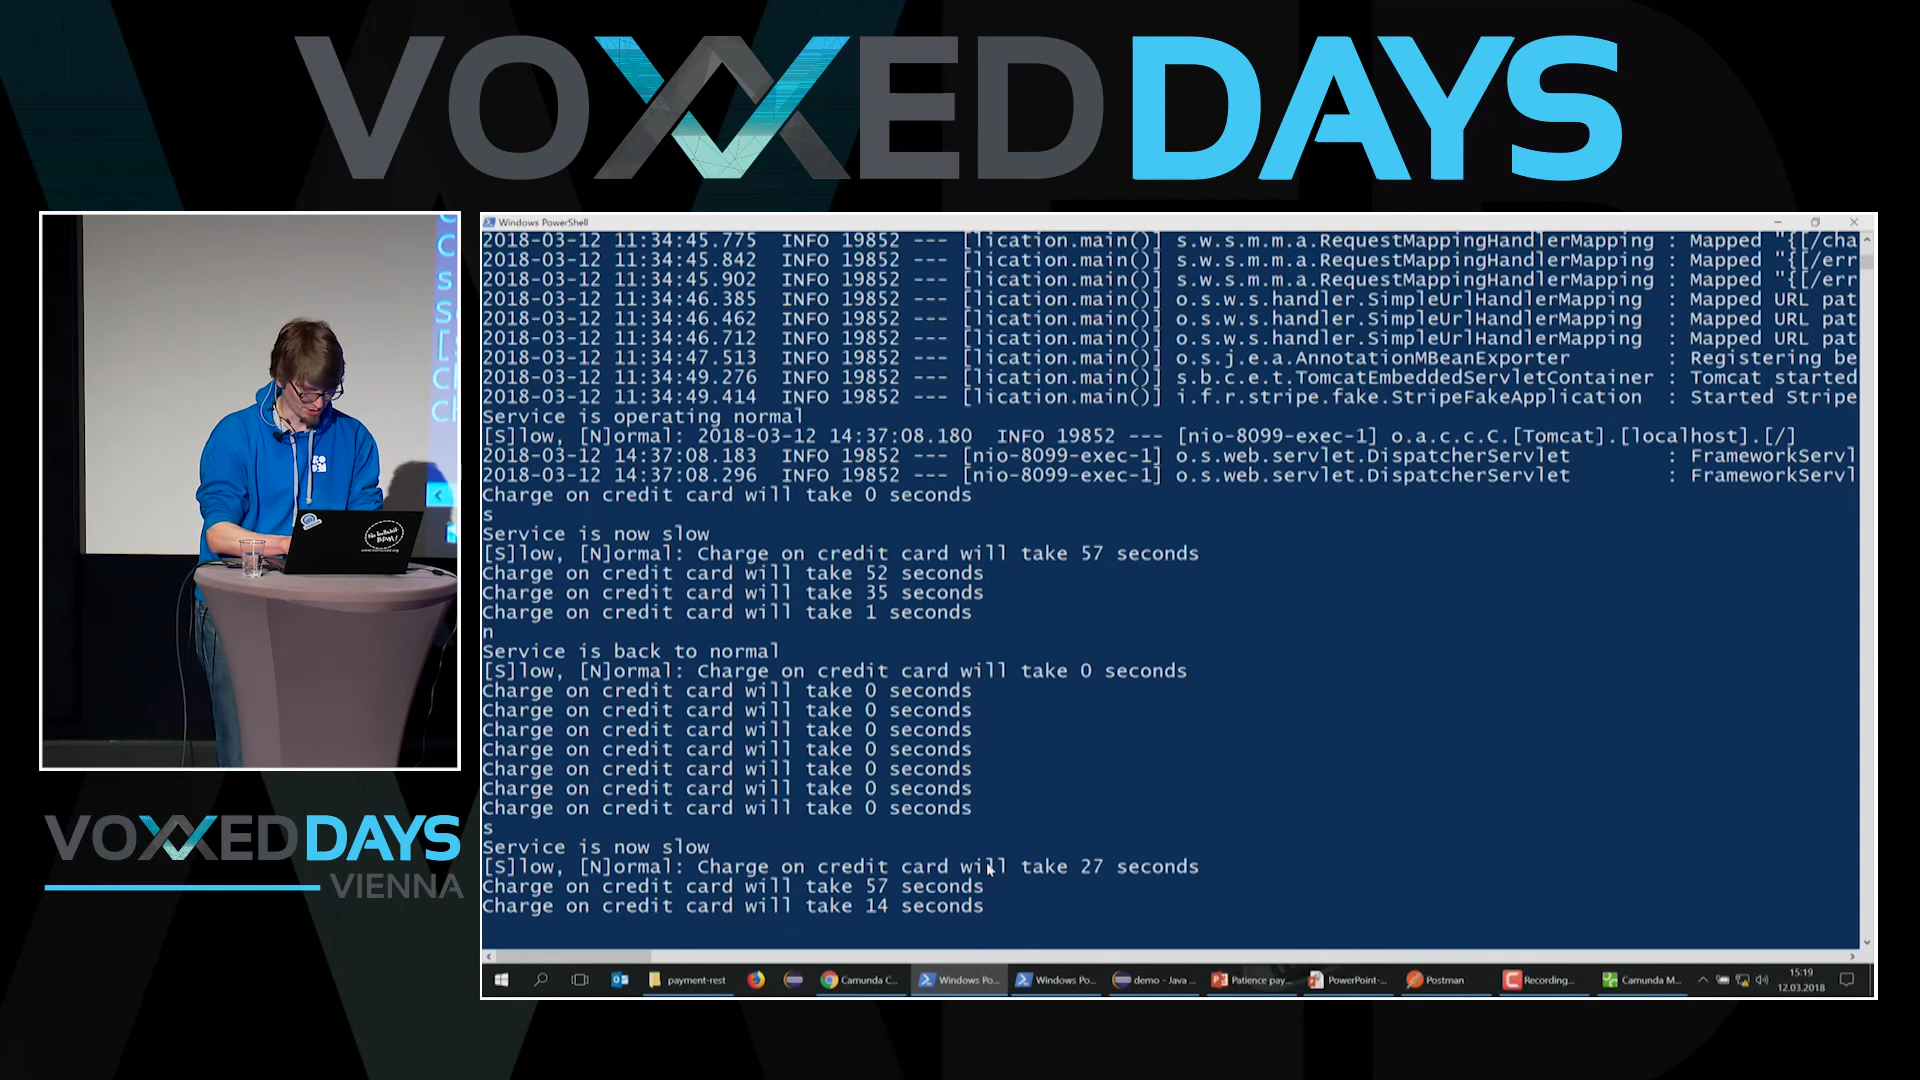 VOXXED DAYS
Windows PowerShell
2018-03-12 11:34:45.775  INFO 19852 --- [lication.main()] s.w.s.m.m.a.RequestMappingHandlerMapping : Mapped "{[/cha
2018-03-12 11:34:45.842  INFO 19852 --- [lication.main()] s.w.s.m.m.a.RequestMappingHandlerMapping : Mapped "{[/err
2018-03-12 11:34:45.902  INFO 19852 --- [lication.main()] s.w.s.m.m.a.RequestMappingHandlerMapping : Mapped "{[/err
2018-03-12 11:34:46.385  INFO 19852 --- [lication.main()] o.s.w.s.handler.SimpleUrlHandlerMapping  : Mapped URL pat
2018-03-12 11:34:46.462  INFO 19852 --- [lication.main()] o.s.w.s.handler.SimpleUrlHandlerMapping  : Mapped URL pat
2018-03-12 11:34:46.712  INFO 19852 --- [lication.main()] o.s.w.s.handler.SimpleUrlHandlerMapping  : Mapped URL pat
2018-03-12 11:34:47.513  INFO 19852 --- [lication.main()] o.s.j.e.a.AnnotationMBeanExporter        : Registering be
2018-03-12 11:34:49.276  INFO 19852 --- [lication.main()] s.b.c.e.t.TomcatEmbeddedServletContainer : Tomcat started
2018-03-12 11:34:49.414  INFO 19852 --- [lication.main()] i.f.r.stripe.fake.StripeFakeApplication  : Started Stripe
Service is operating normal
[S]low, [N]ormal: 2018-03-12 14:37:08.180  INFO 19852 --- [nio-8099-exec-1] o.a.c.c.C.[Tomcat].[localhost].[/]
2018-03-12 14:37:08.183  INFO 19852 --- [nio-8099-exec-1] o.s.web.servlet.DispatcherServlet        : FrameworkServl
2018-03-12 14:37:08.296  INFO 19852 --- [nio-8099-exec-1] o.s.web.servlet.DispatcherServlet        : FrameworkServl
Charge on credit card will take 0 seconds
s
Service is now slow
[S]low, [N]ormal: Charge on credit card will take 57 seconds
Charge on credit card will take 52 seconds
Charge on credit card will take 35 seconds
Charge on credit card will take 1 seconds
n
Service is back to normal
[S]low, [N]ormal: Charge on credit card will take 0 seconds
Charge on credit card will take 0 seconds
Charge on credit card will take 0 seconds
Charge on credit card will take 0 seconds
Charge on credit card will take 0 seconds
Charge on credit card will take 0 seconds
Charge on credit card will take 0 seconds
Charge on credit card will take 0 seconds
s
Service is now slow
[S]low, [N]ormal: Charge on credit card will take 27 seconds
Charge on credit card will take 57 seconds
Charge on credit card will take 14 seconds
payment-rest
Camunda C...
Windows Po...
Windows Po...
demo - Java ...
Patience pay...
PowerPoint-...
Postman
Recording...
Camunda M...
15:19
12.03.2018
No bullshit
BPM!
VOXXED DAYS
VIENNA